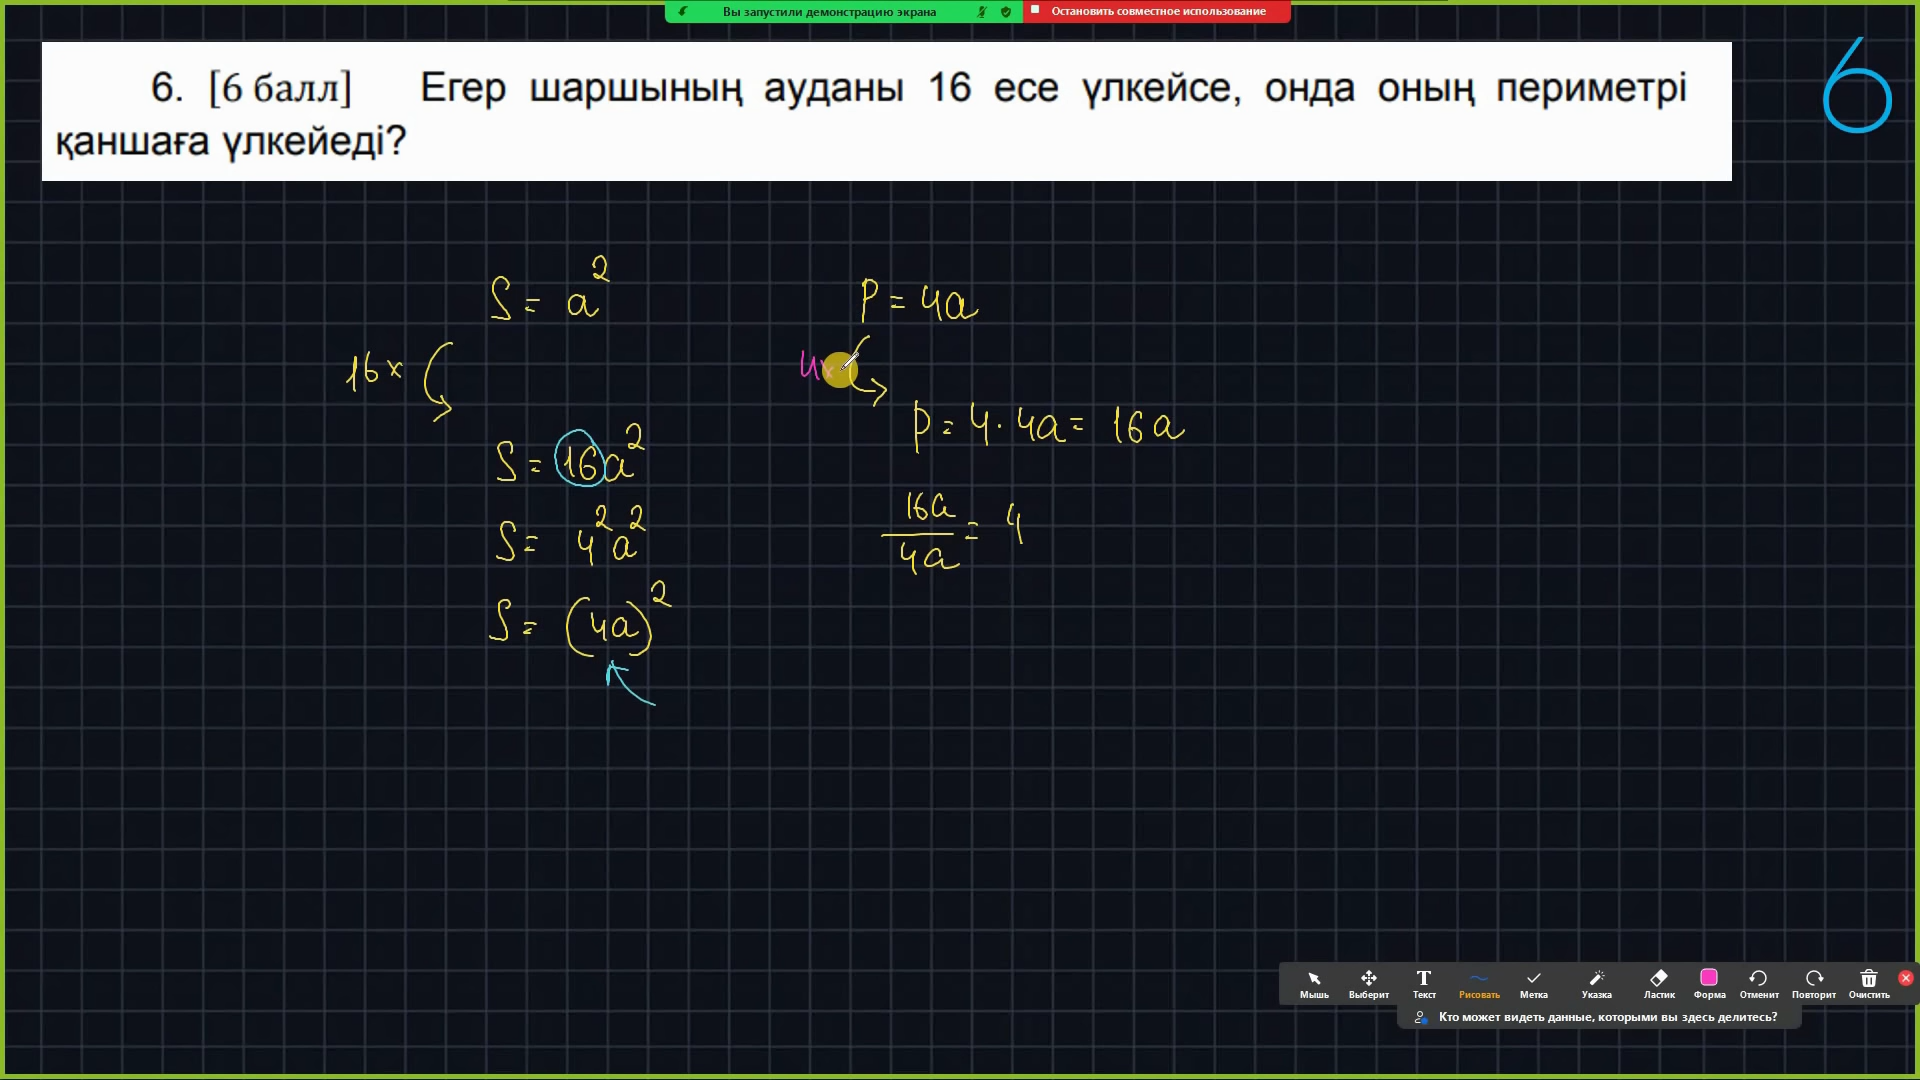 Вы запустили демонстрацию экрана
Остановить совместное использование
6. [6 балл] Егер шаршының ауданы 16 есе үлкейсе, онда оның периметрі
қаншаға үлкейеді?
6
S = a²
16x
S = 16a²
S = 4²a²
S = (4a)²
P = 4a
4x
P = 4·4a = 16a
16a/4a = 4
Мышь Выберит Текст Рисовать Метка Указка Ластик Форма Отменит Повторит Очистить
Кто может видеть данные, которыми вы здесь делитесь?